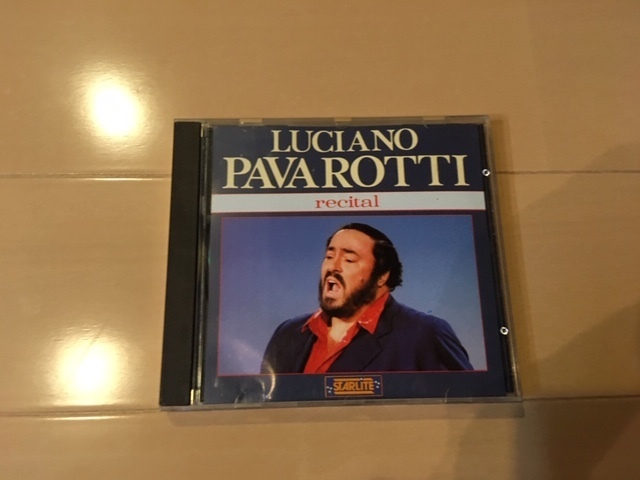 LUCIANO
PAVAROTTI
recital
STARLITE